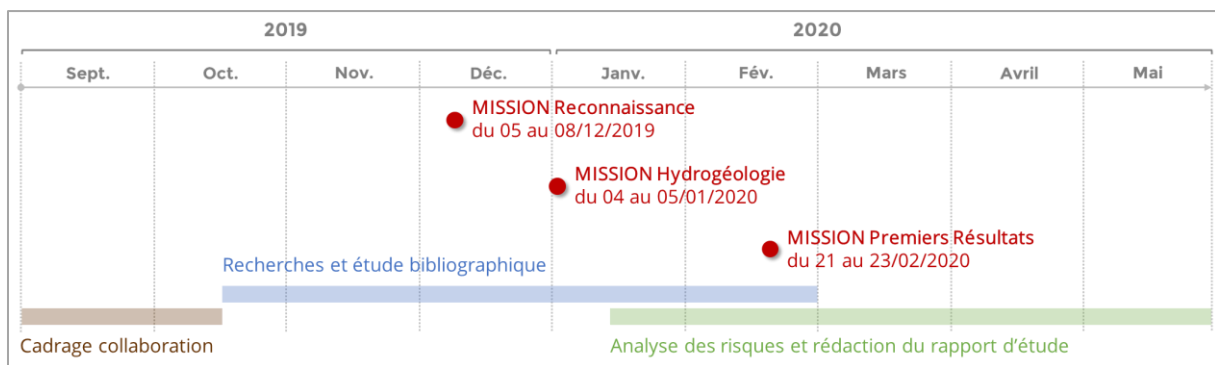 2019 2020
Sept. Oct. Nov. Déc. Janv. Fév. Mars Avril Mai
MISSION Reconnaissance
du 05 au 08/12/2019
MISSION Hydrogéologie
du 04 au 05/01/2020
MISSION Premiers Résultats
du 21 au 23/02/2020
Recherches et étude bibliographique
Cadrage collaboration
Analyse des risques et rédaction du rapport d’étude